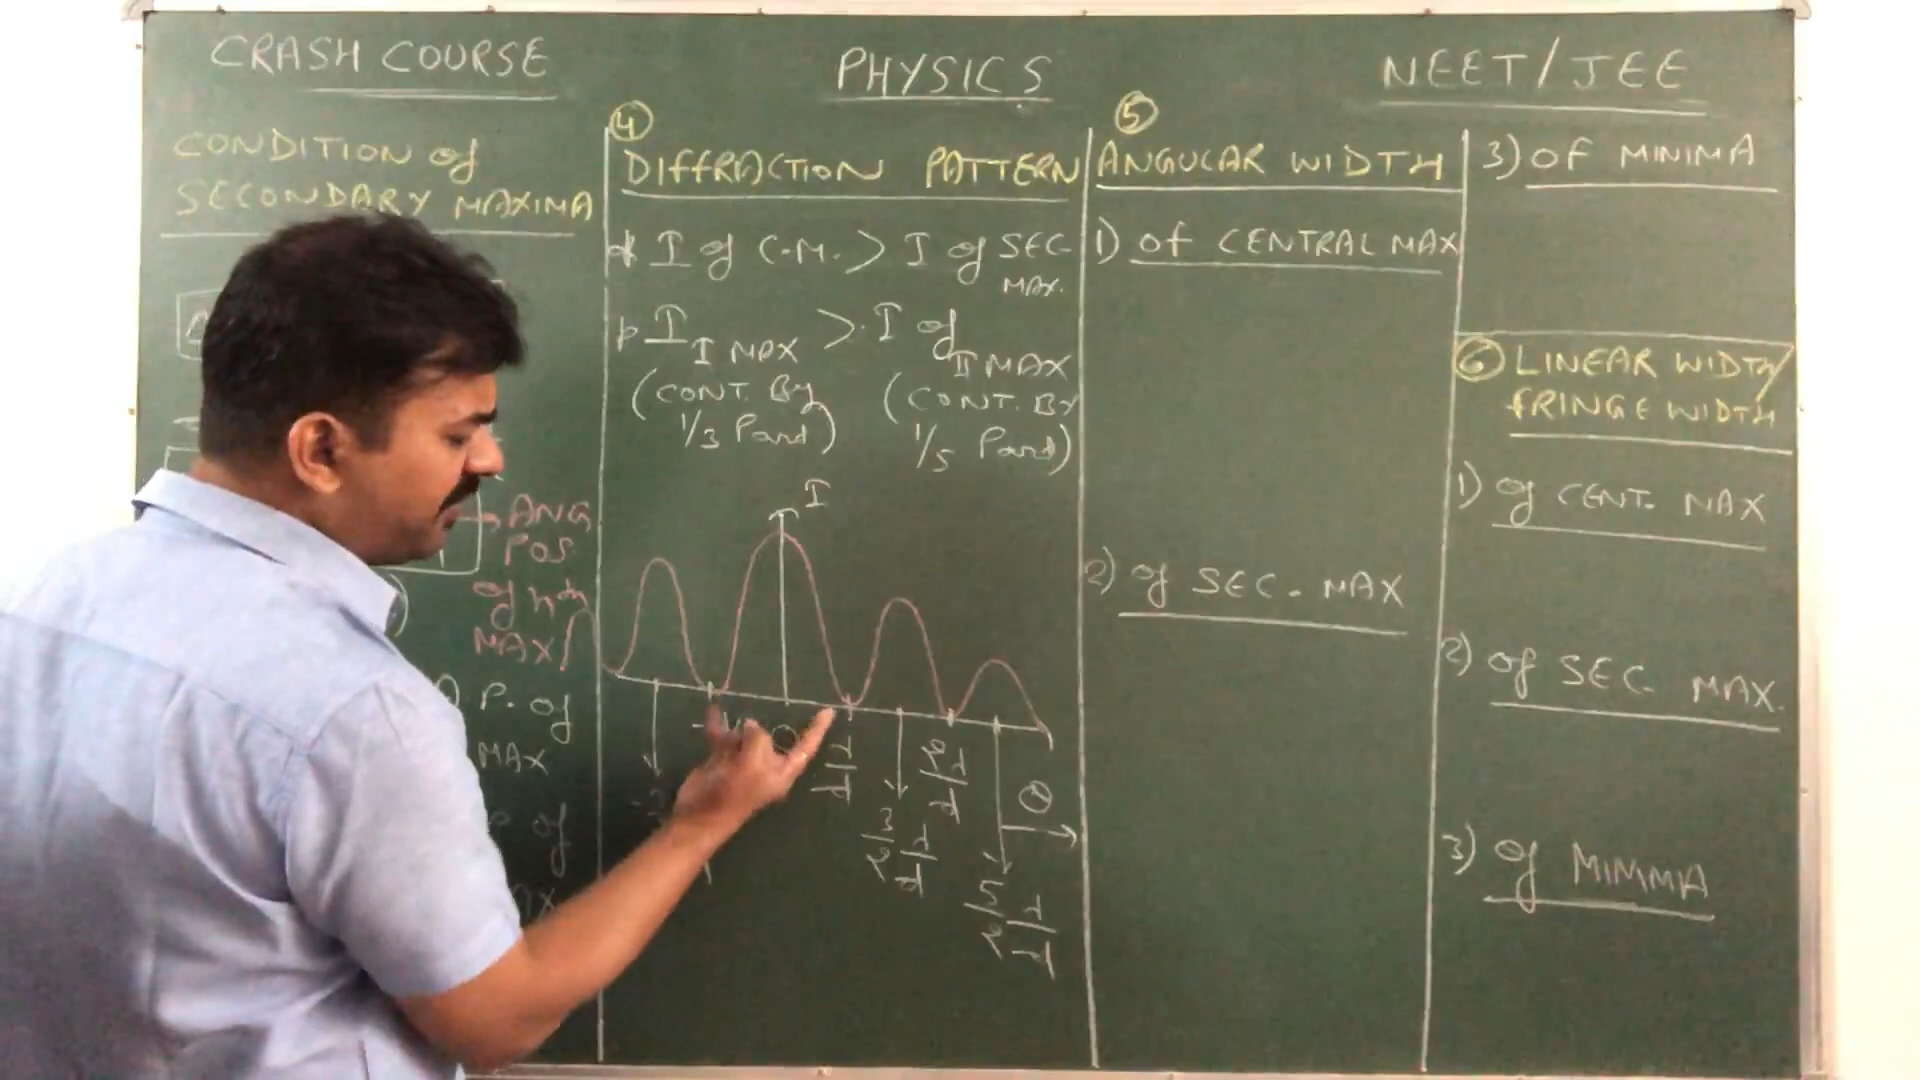 CRASH COURSE
PHYSICS
NEET/JEE
CONDITION of
SECONDARY MAXIMA
ANG
POS
of nth
MAX
P. of
MAX
of
④
DIFFRACTION PATTERN
I of C.M. > I of SEC
MAX.
I I MAX > I of II MAX
(CONT. By (CONT. BY
1/3 Part) 1/5 Part)
I
λ/d
3/2 λ/d
2λ/d
5/2 λ/d
θ
⑤
ANGULAR WIDTH
1) of CENTRAL MAX
2) of SEC. MAX
3) OF MINIMA
⑥ LINEAR WIDTH/
FRINGE WIDTH
1) of CENT. MAX
2) of SEC. MAX.
3) of MINIMA